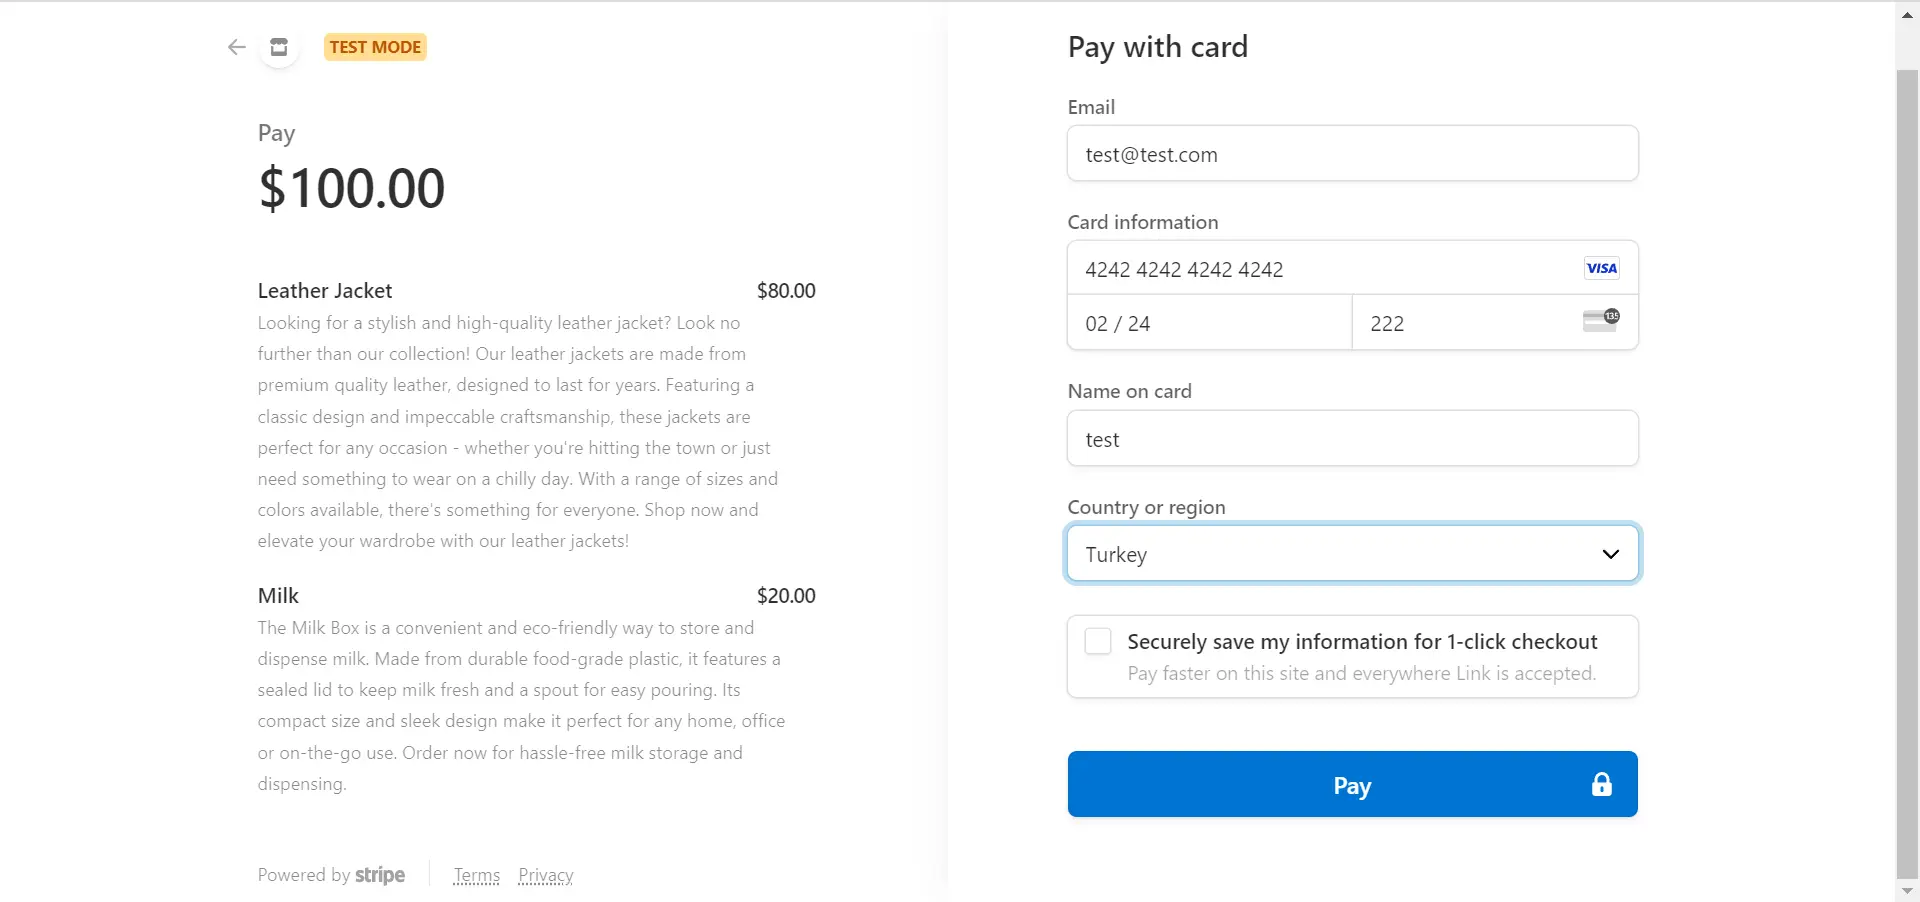 TEST MODE
Pay
$100.00
Leather Jacket $80.00
Looking for a stylish and high-quality leather jacket? Look no
further than our collection! Our leather jackets are made from
premium quality leather, designed to last for years. Featuring a
classic design and impeccable craftsmanship, these jackets are
perfect for any occasion - whether you're hitting the town or just
need something to wear on a chilly day. With a range of sizes and
colors available, there's something for everyone. Shop now and
elevate your wardrobe with our leather jackets!
Milk $20.00
The Milk Box is a convenient and eco-friendly way to store and
dispense milk. Made from durable food-grade plastic, it features a
sealed lid to keep milk fresh and a spout for easy pouring. Its
compact size and sleek design make it perfect for any home, office
or on-the-go use. Order now for hassle-free milk storage and
dispensing.
Powered by stripe Terms Privacy
Pay with card
Email
test@test.com
Card information
4242 4242 4242 4242 VISA
02 / 24 222 135
Name on card
test
Country or region
Turkey
Securely save my information for 1-click checkout
Pay faster on this site and everywhere Link is accepted.
Pay